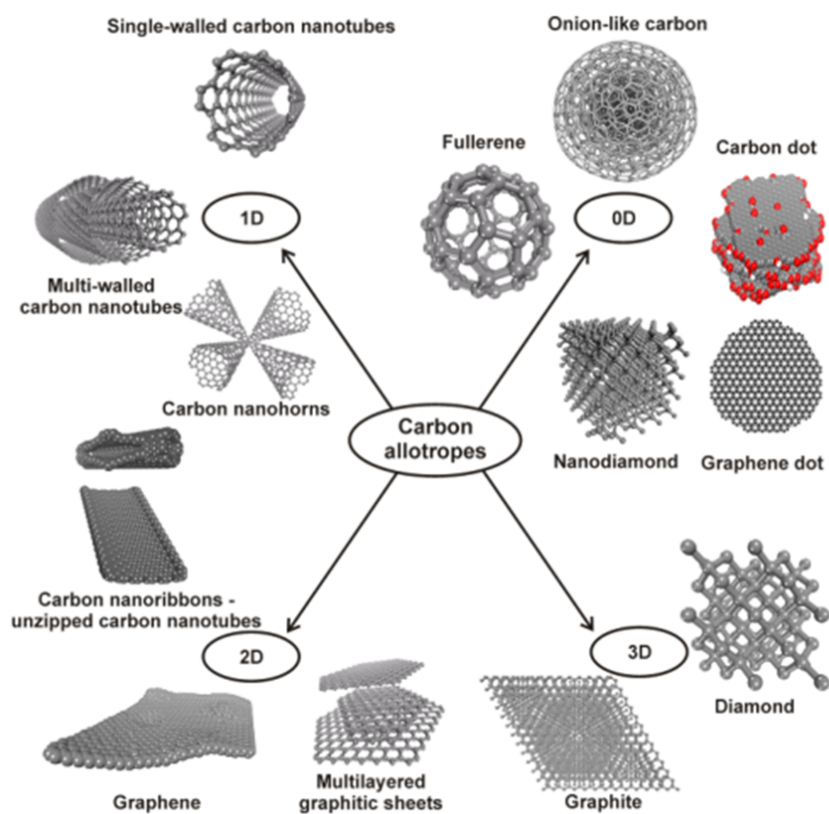 Single-walled carbon nanotubes
Onion-like carbon
Fullerene
Carbon dot
1D
0D
Multi-walled
carbon nanotubes
Carbon nanohorns
Carbon
allotropes
Nanodiamond
Graphene dot
Carbon nanoribbons -
unzipped carbon nanotubes
2D
3D
Diamond
Graphene
Multilayered
graphitic sheets
Graphite